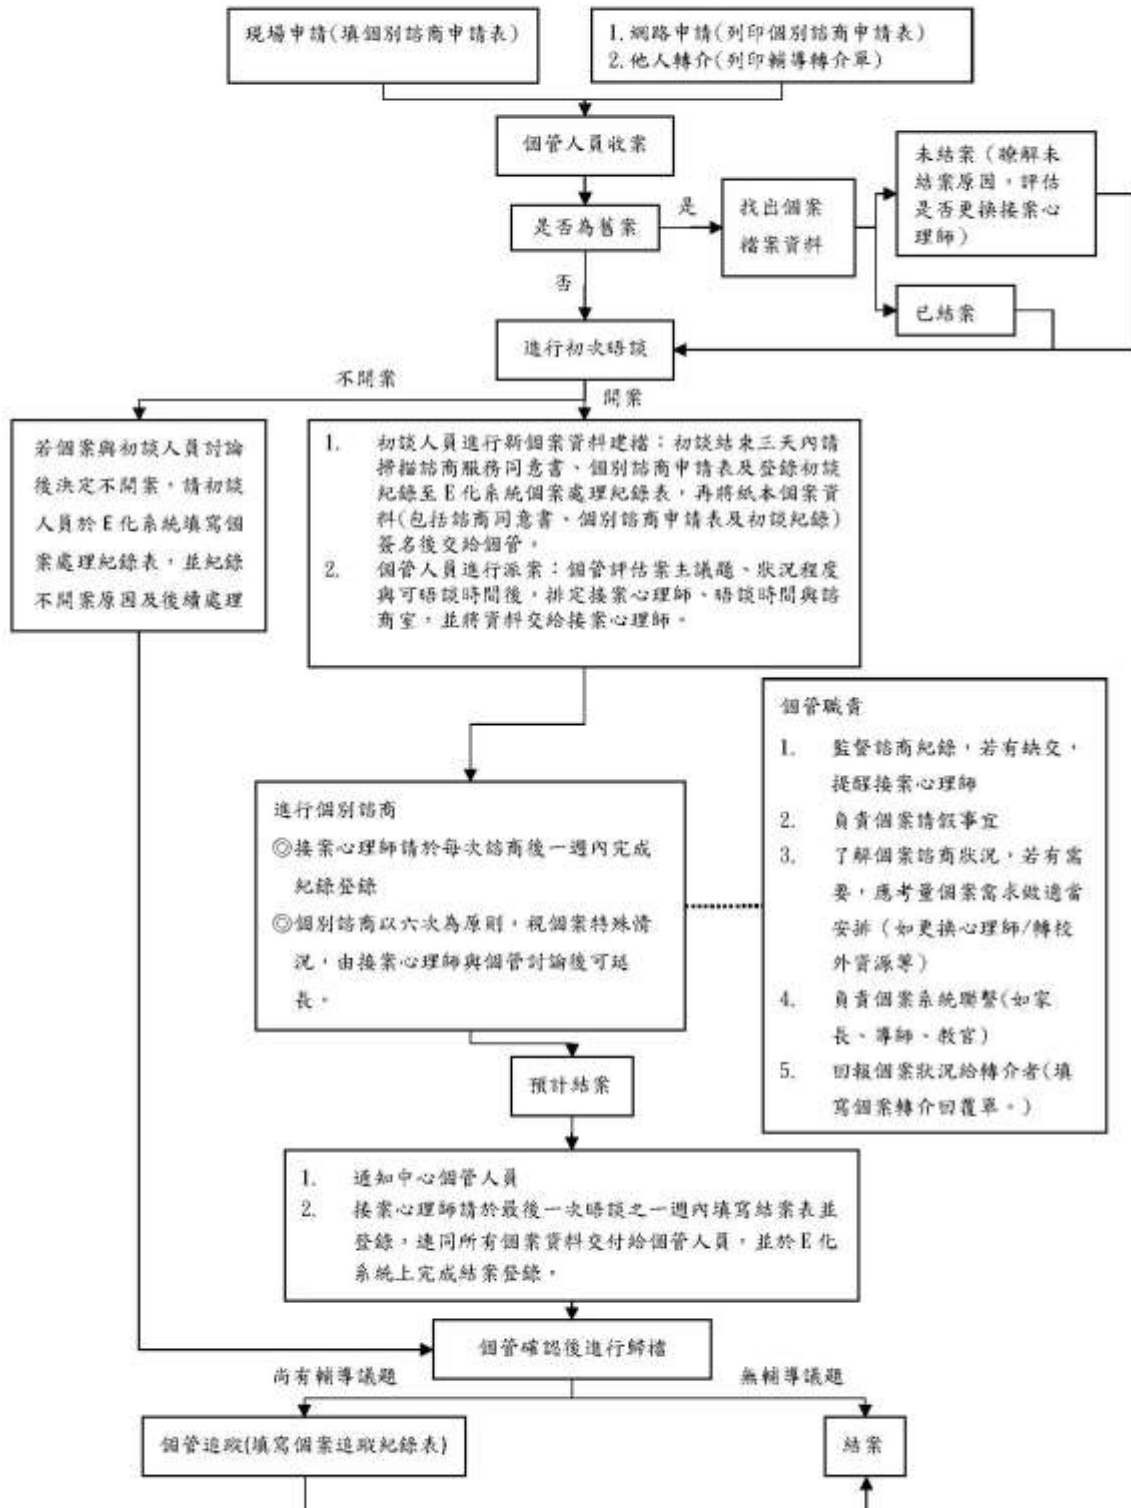 現場申請(填個別諮商申請表)
1.網路申請(列印個別諮商申請表)
2.他人轉介(列印輔導轉介單)
個管人員收案
是否為舊案
是
找出個案
檔案資料
未結案（瞭解未
結案原因，評估
是否更換接案心
理師）
已結案
否
進行初次晤談
不開案
開案
若個案與初談人員討論
後決定不開案，請初談
人員於E化系統填寫個
案處理紀錄表，並紀錄
不開案原因及後續處理
1. 初談人員進行新個案資料建檔：初談結束三天內請
掃描諮商服務同意書、個別諮商申請表及登錄初談
紀錄至E化系統個案處理紀錄表，再將紙本個案資
料(包括諮商同意書、個別諮商申請表及初談紀錄)
簽名後交給個管。
2. 個管人員進行派案：個管評估案主議題、狀況程度
與可晤談時間後，排定接案心理師、晤談時間與諮
商室，並將資料交給接案心理師。
進行個別諮商
◎接案心理師請於每次諮商後一週內完成
紀錄登錄
◎個別諮商以六次為原則，視個案特殊情
況，由接案心理師與個管討論後可延
長。
個管職責
1. 監督諮商紀錄，若有缺交，
提醒接案心理師
2. 負責個案請假事宜
3. 了解個案諮商狀況，若有需
要，應考量個案需求做適當
安排（如更換心理師/轉校
外資源等）
4. 負責個案系統聯繫(如家
長、導師、教官)
5. 回報個案狀況給轉介者(填
寫個案轉介回覆單。)
預計結案
1. 通知中心個管人員
2. 接案心理師請於最後一次晤談之一週內填寫結案表並
登錄，連同所有個案資料交付給個管人員，並於E化
系統上完成結案登錄。
個管確認後進行歸檔
尚有輔導議題
無輔導議題
個管追蹤(填寫個案追蹤紀錄表)
結案